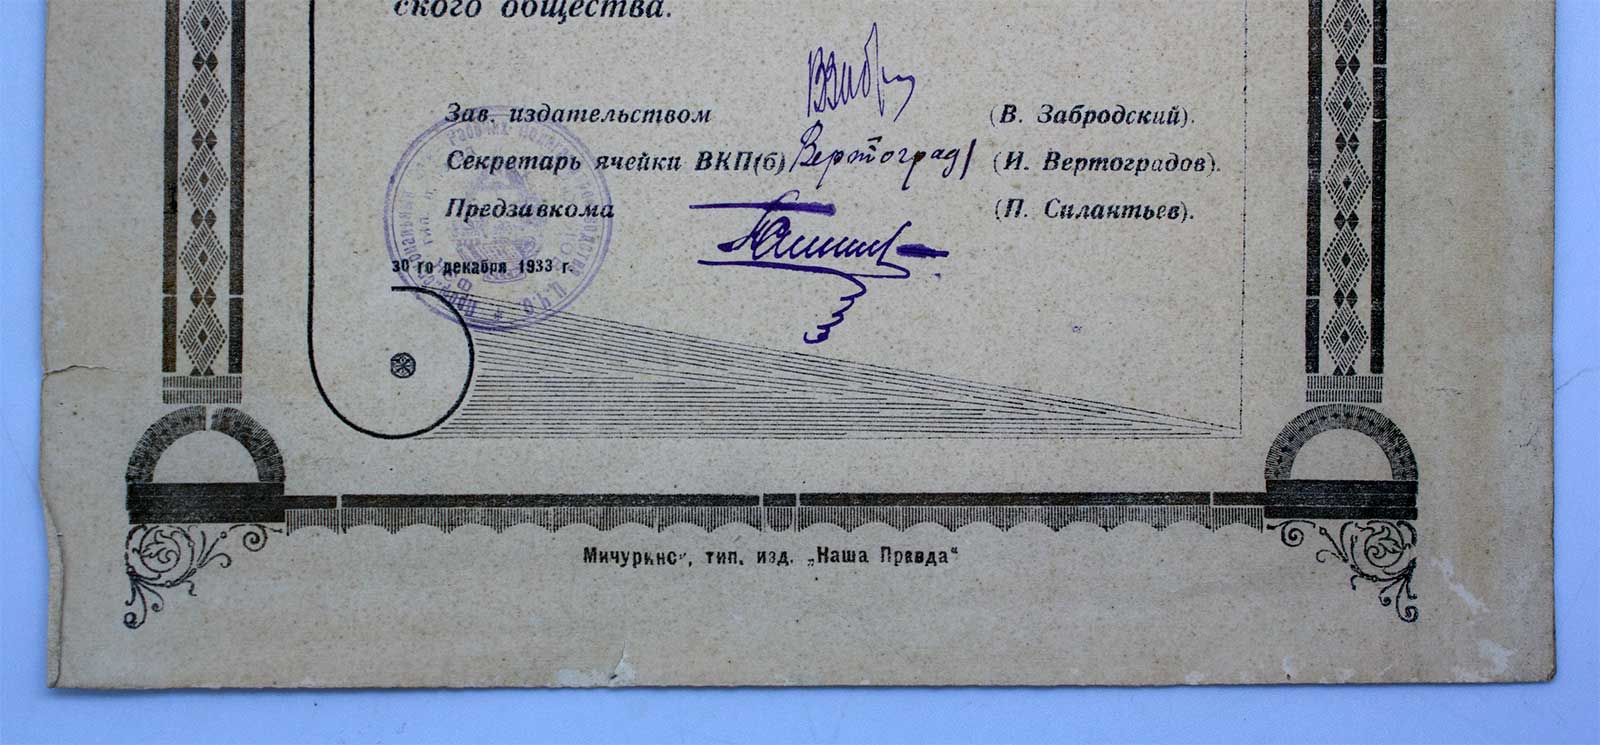 ского общества.
Зав. издательством (В. Забродский).
Секретарь ячейки ВКП(б) Вертоград (И. Вертоградов).
Предзавкома (П. Силантьев).
30 го декабря 1933 г.
тип. изд. „Наша Правда“